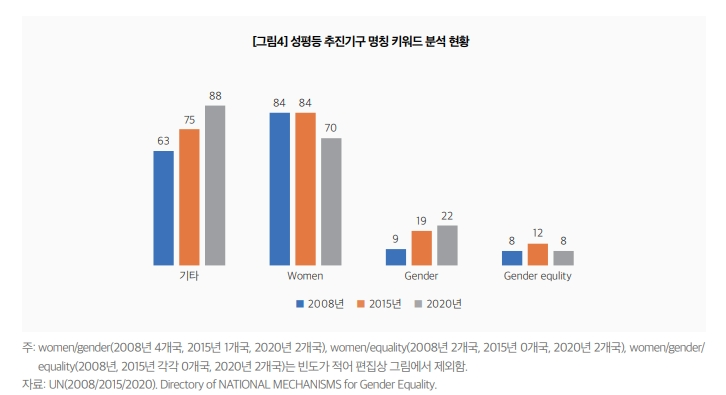 [그림4] 성평등 추진기구 명칭 키워드 분석 현황
63 75 88 84 84 70 9 19 22 8 12 8
기타 Women Gender Gender equlity
2008년 2015년 2020년
주: women/gender(2008년 4개국, 2015년 1개국, 2020년 2개국), women/equality(2008년 2개국, 2015년 0개국, 2020년 2개국), women/gender/
equality(2008년, 2015년 각각 0개국, 2020년 2개국)는 빈도가 적어 편집상 그림에서 제외함.
자료: UN(2008/2015/2020). Directory of NATIONAL MECHANISMS for Gender Equality.